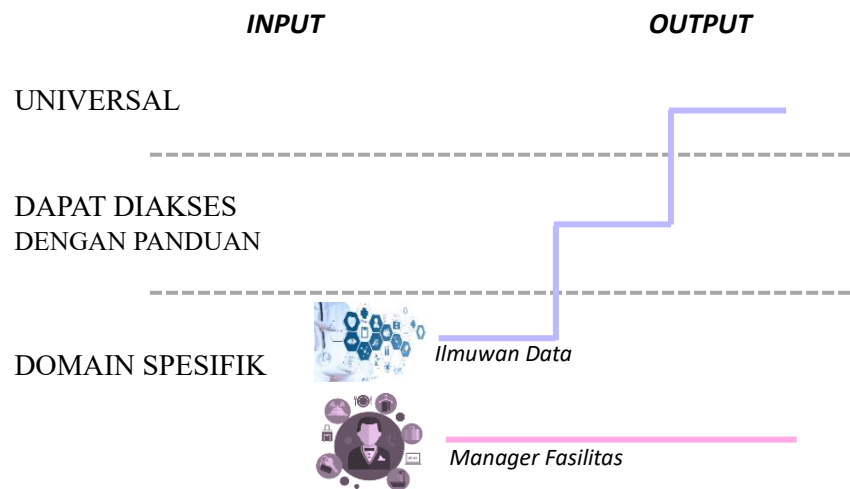 INPUT
OUTPUT
UNIVERSAL
DAPAT DIAKSES
DENGAN PANDUAN
DOMAIN SPESIFIK
Ilmuwan Data
Manager Fasilitas